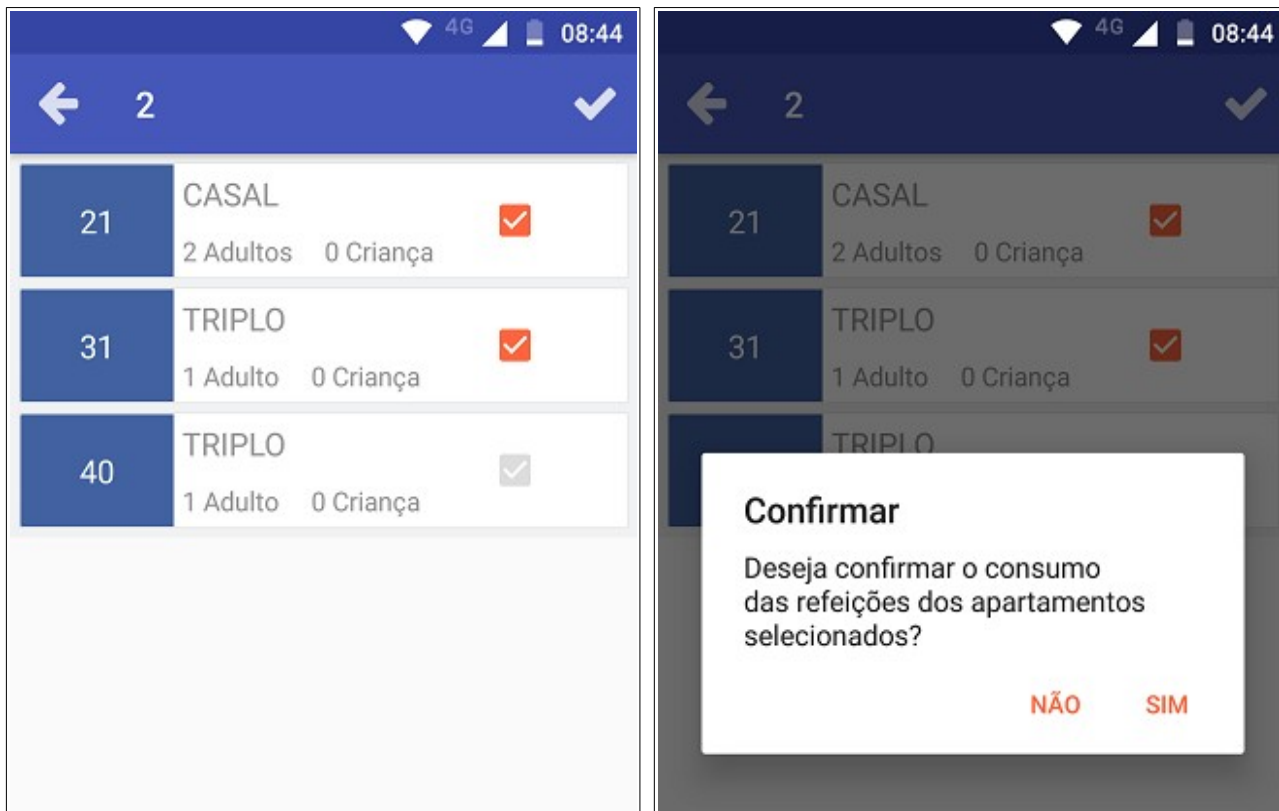 4G 08:44
2
21 CASAL
2 Adultos 0 Criança
31 TRIPLO
1 Adulto 0 Criança
40 TRIPLO
1 Adulto 0 Criança
4G 08:44
2
21 CASAL
2 Adultos 0 Criança
31 TRIPLO
1 Adulto 0 Criança
TRIPLO
Confirmar
Deseja confirmar o consumo
das refeições dos apartamentos
selecionados?
NÃO SIM